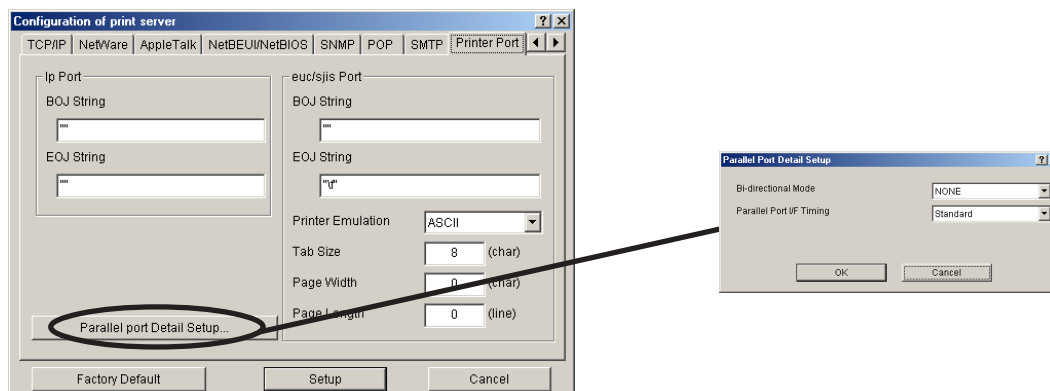 Configuration of print server
TCP/IP NetWare AppleTalk NetBEUI/NetBIOS SNMP POP SMTP Printer Port
lp Port
BOJ String
""
EOJ String
""
Parallel port Detail Setup...
euc/sjis Port
BOJ String
""
EOJ String
"\f"
Printer Emulation ASCII
Tab Size 8 (char)
Page Width 0 (char)
Page Length 0 (line)
Factory Default Setup Cancel
Parallel Port Detail Setup
Bi-directional Mode NONE
Parallel Port I/F Timing Standard
OK Cancel